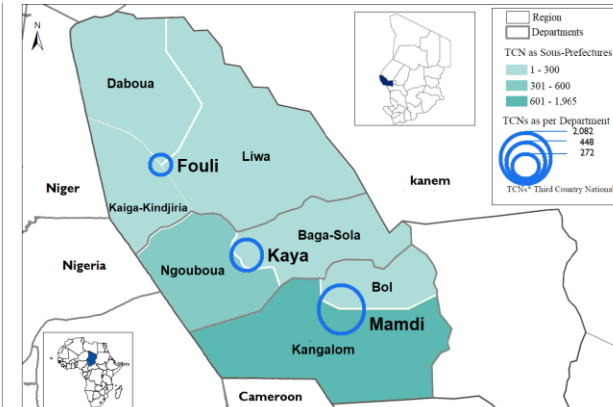 N
Daboua
Fouli
Liwa
Niger
Kaiga-Kindjiria
kanem
Nigeria
Ngouboua
Kaya
Baga-Sola
Bol
Mamdi
Kangalom
Cameroon
Region
Departments
TCN as Sous-Prefectures
1 - 300
301 - 600
601 - 1,965
TCNs as per Department
2,082
448
272
TCNs* Third Country National